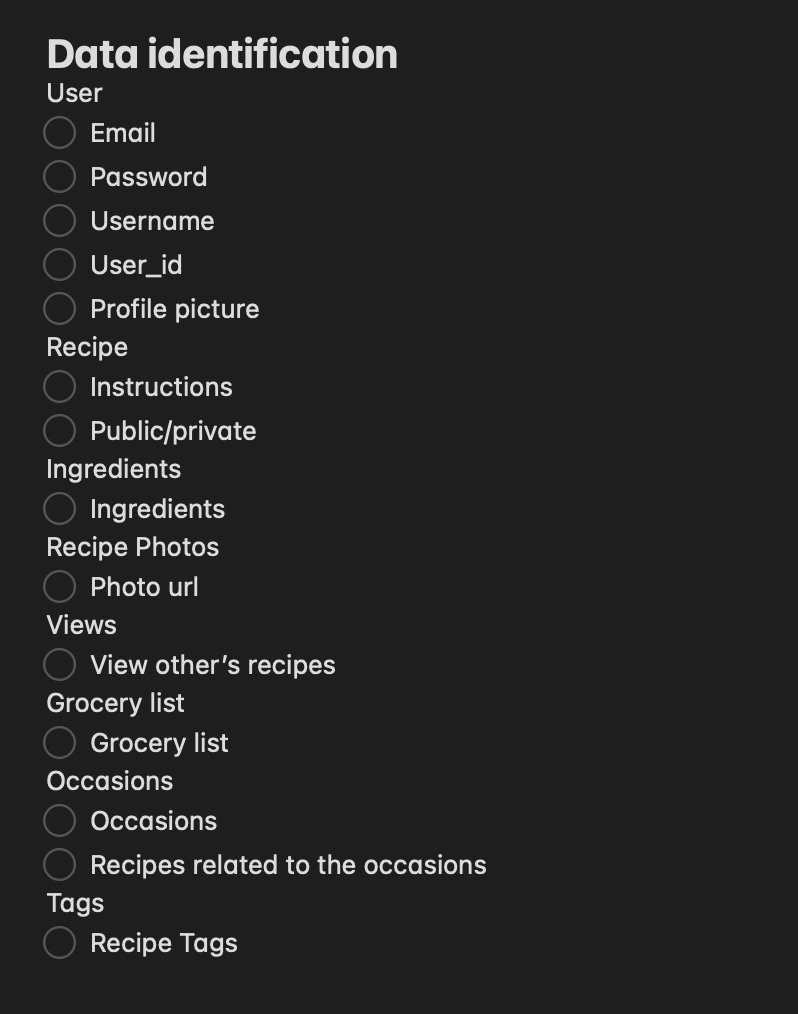 Data identification
User
Email
Password
Username
User_id
Profile picture
Recipe
Instructions
Public/private
Ingredients
Ingredients
Recipe Photos
Photo url
Views
View other’s recipes
Grocery list
Grocery list
Occasions
Occasions
Recipes related to the occasions
Tags
Recipe Tags